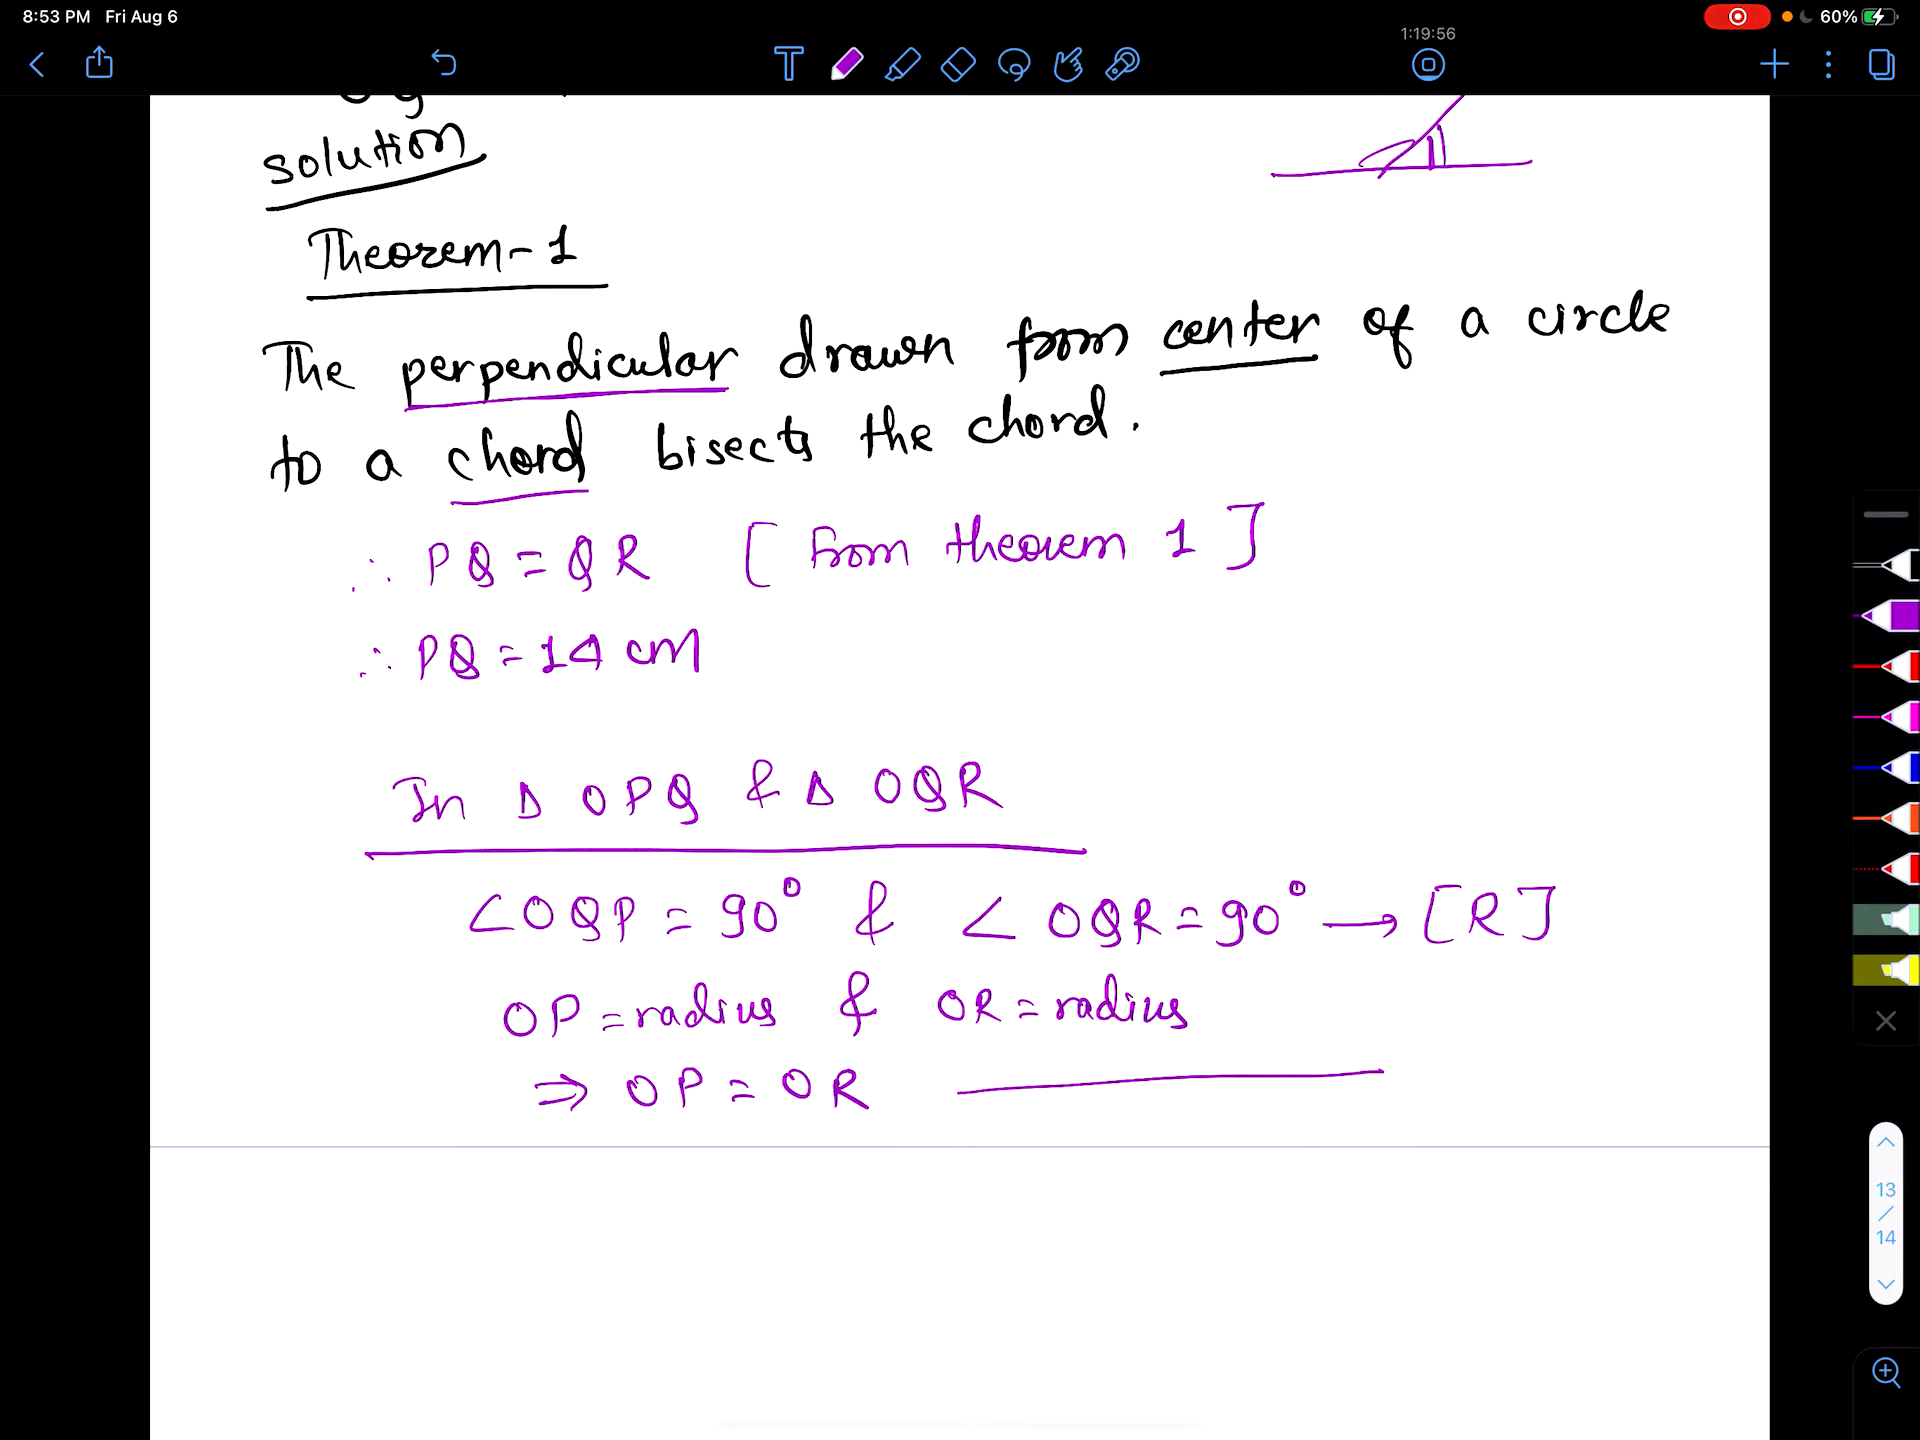 8:53 PM Fri Aug 6
60%
1:19:56
solution
Theorem-1
The perpendicular drawn from center of a circle
to a chord bisects the chord.
∴ PQ = QR [ from theorem 1 ]
∴ PQ = 14 cm
In Δ OPQ & Δ OQR
∠OQP = 90° & ∠ OQR = 90° → [R]
OP = radius & OR = radius
⇒ OP = OR
13
/
14